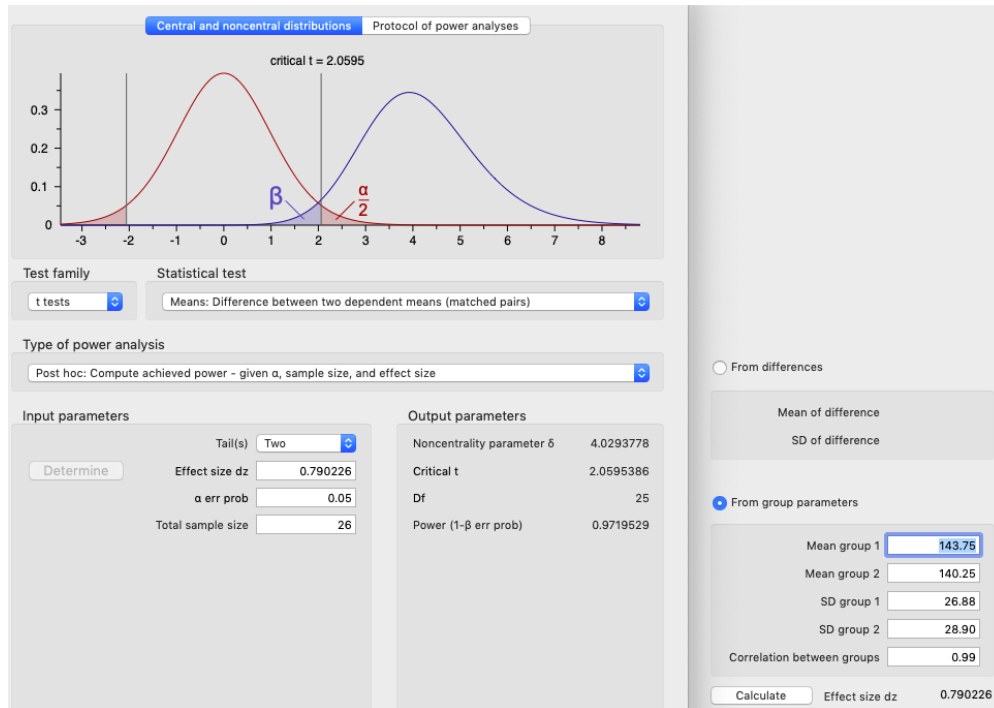 Central and noncentral distributions Protocol of power analyses
critical t = 2.0595
0.3
0.2
0.1
0
β
α
2
-3 -2 -1 0 1 2 3 4 5 6 7 8
Test family Statistical test
t tests Means: Difference between two dependent means (matched pairs)
Type of power analysis
Post hoc: Compute achieved power - given α, sample size, and effect size
Input parameters
Tail(s) Two
Determine Effect size dz 0.790226
α err prob 0.05
Total sample size 26
Output parameters
Noncentrality parameter δ 4.0293778
Critical t 2.0595386
Df 25
Power (1-β err prob) 0.9719529
From differences
Mean of difference
SD of difference
From group parameters
Mean group 1 143.75
Mean group 2 140.25
SD group 1 26.88
SD group 2 28.90
Correlation between groups 0.99
Calculate Effect size dz 0.790226